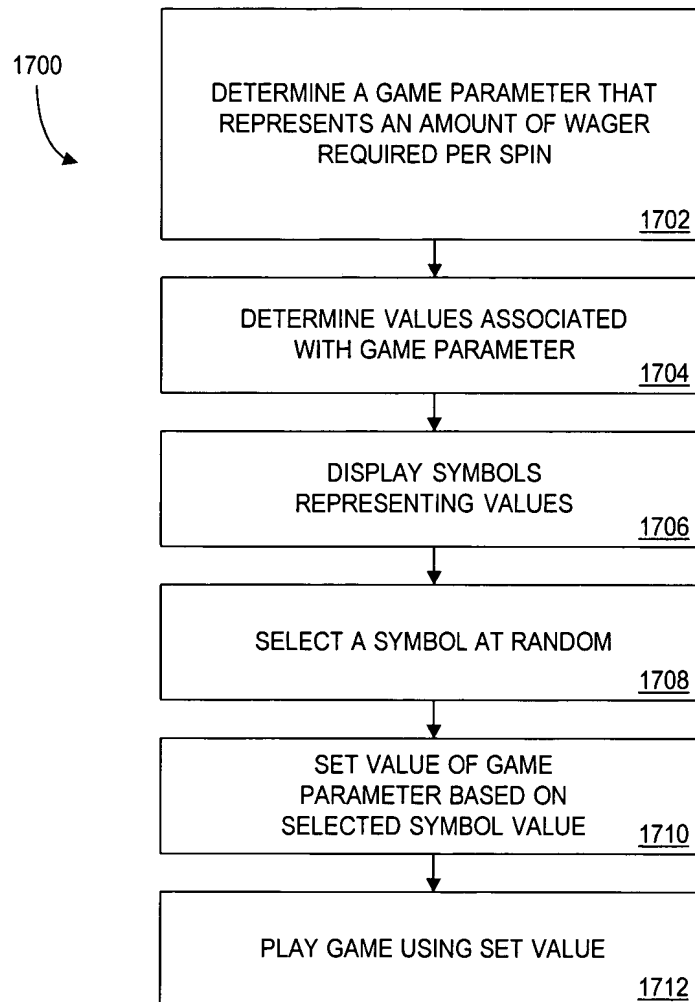 1700
DETERMINE A GAME PARAMETER THAT
REPRESENTS AN AMOUNT OF WAGER
REQUIRED PER SPIN
1702
DETERMINE VALUES ASSOCIATED
WITH GAME PARAMETER
1704
DISPLAY SYMBOLS
REPRESENTING VALUES
1706
SELECT A SYMBOL AT RANDOM
1708
SET VALUE OF GAME
PARAMETER BASED ON
SELECTED SYMBOL VALUE
1710
PLAY GAME USING SET VALUE
1712